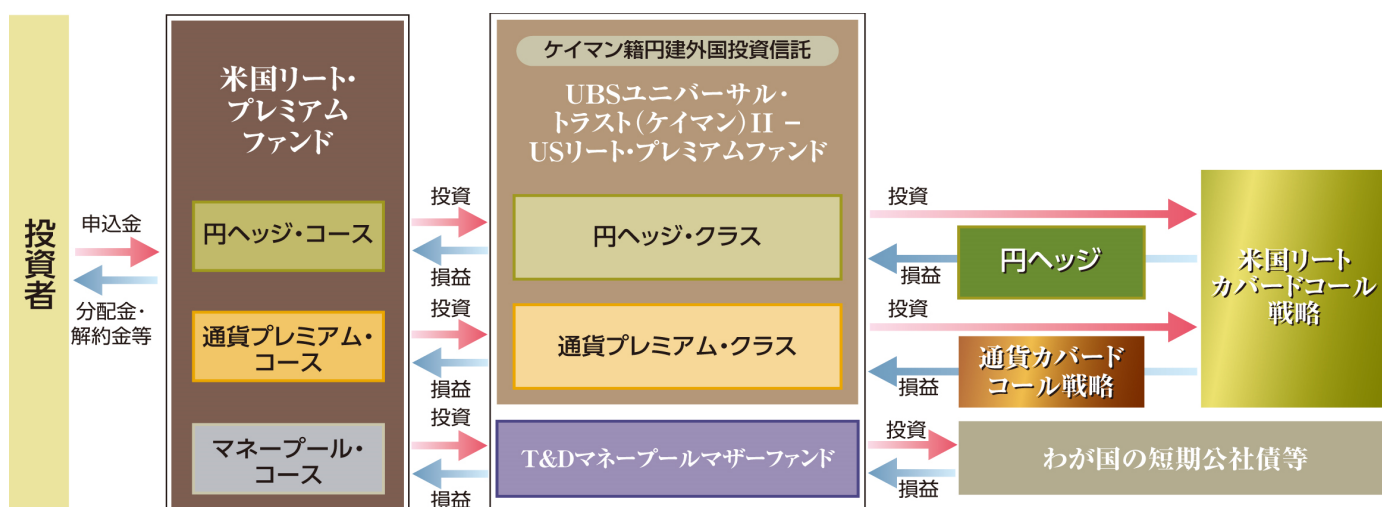 投資者
申込金
分配金・
解約金等
米国リート・
プレミアム
ファンド
円ヘッジ・コース
通貨プレミアム・
コース
マネープール・
コース
投資
損益
投資
損益
投資
損益
ケイマン籍円建外国投資信託
UBSユニバーサル・
トラスト(ケイマン)II −
USリート・プレミアムファンド
円ヘッジ・クラス
通貨プレミアム・クラス
T&Dマネープールマザーファンド
投資
損益
円ヘッジ
投資
損益
通貨カバード
コール戦略
投資
損益
米国リート
カバードコール
戦略
わが国の短期公社債等